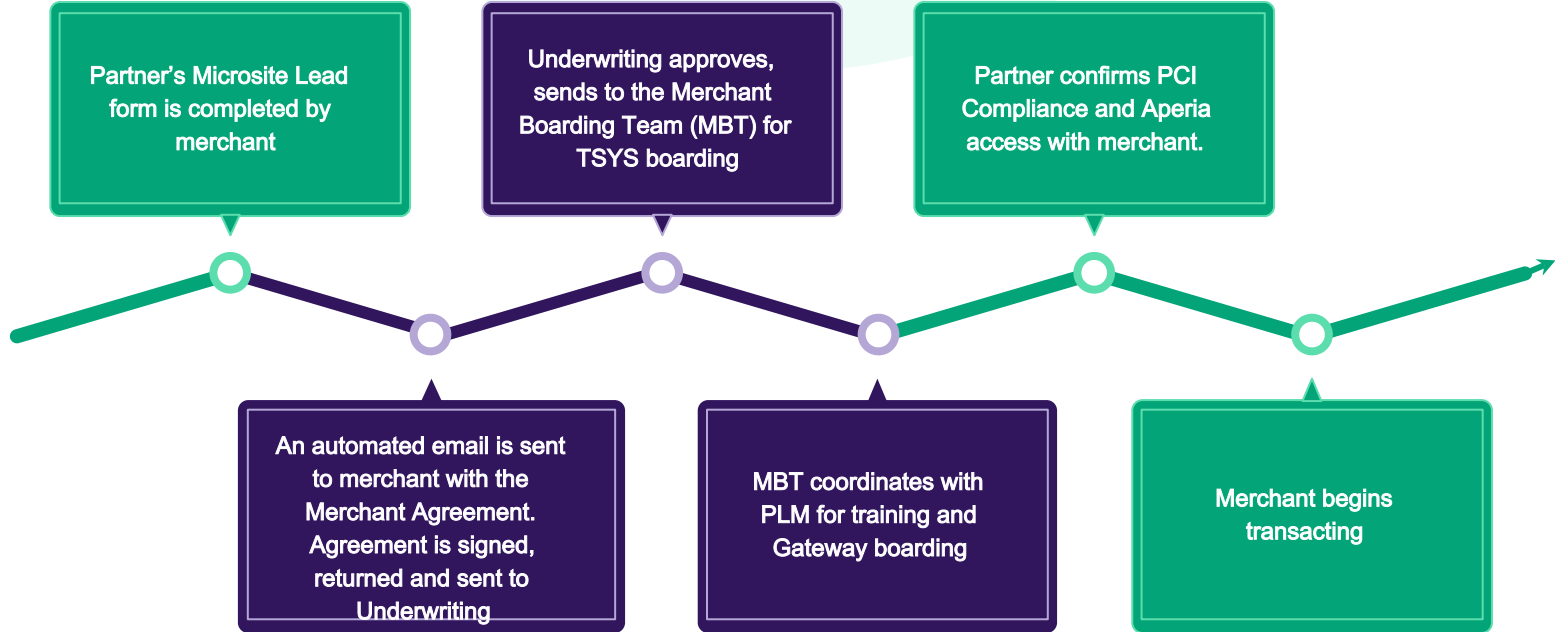 Partner’s Microsite Lead
form is completed by
merchant
An automated email is sent
to merchant with the
Merchant Agreement.
Agreement is signed,
returned and sent to
Underwriting
Underwriting approves,
sends to the Merchant
Boarding Team (MBT) for
TSYS boarding
MBT coordinates with
PLM for training and
Gateway boarding
Partner confirms PCI
Compliance and Aperia
access with merchant.
Merchant begins
transacting